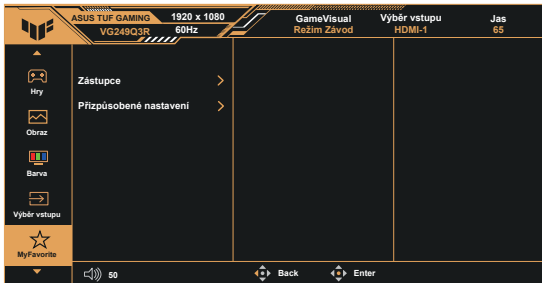 ASUS TUF GAMING 1920 x 1080 GameVisual Výběr vstupu Jas
VG249Q3R 60Hz Režim Závod HDMI-1 65
Hry
Zástupce
Přizpůsobené nastavení
Obraz
Barva
Výběr vstupu
MyFavorite
50 Back Enter